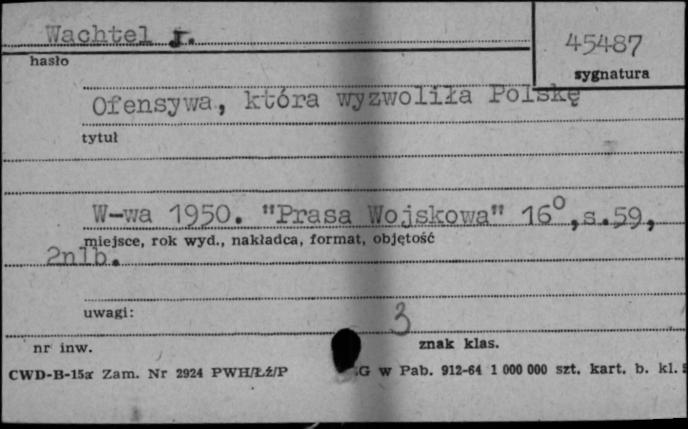 Wachtel J.
45487
hasło
sygnatura
Ofensywa, która wyzwoliła Polskę
tytuł
W-wa 1950. "Prasa Wojskowa" 16⁰,s.59,
miejsce, rok wyd., nakładca, format, objętość
2nlb.
uwagi:
3
nr inw.
znak klas.
CWD-B-15a Zam. Nr 2924 PWH/Łź/P
G w Pab. 912-64 1 000 000 szt. kart. b. kl.